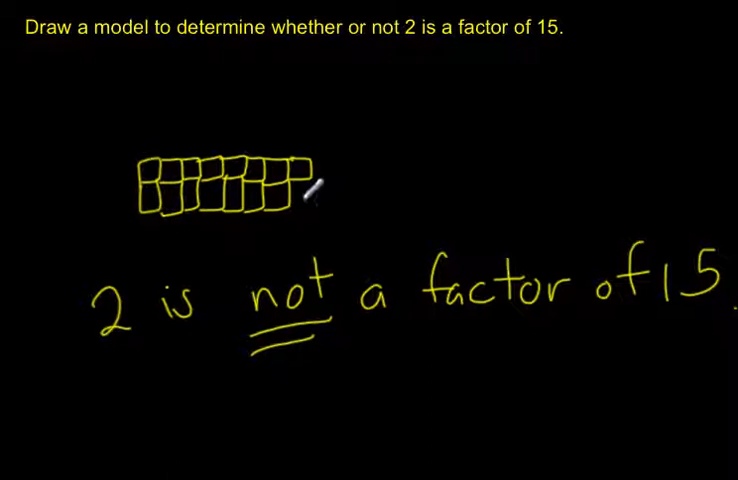 Draw a model to determine whether or not 2 is a factor of 15.
2 is not a factor of 15.